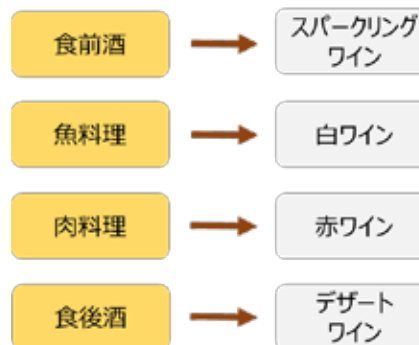 食前酒
スパークリング
ワイン
魚料理
白ワイン
肉料理
赤ワイン
食後酒
デザート
ワイン